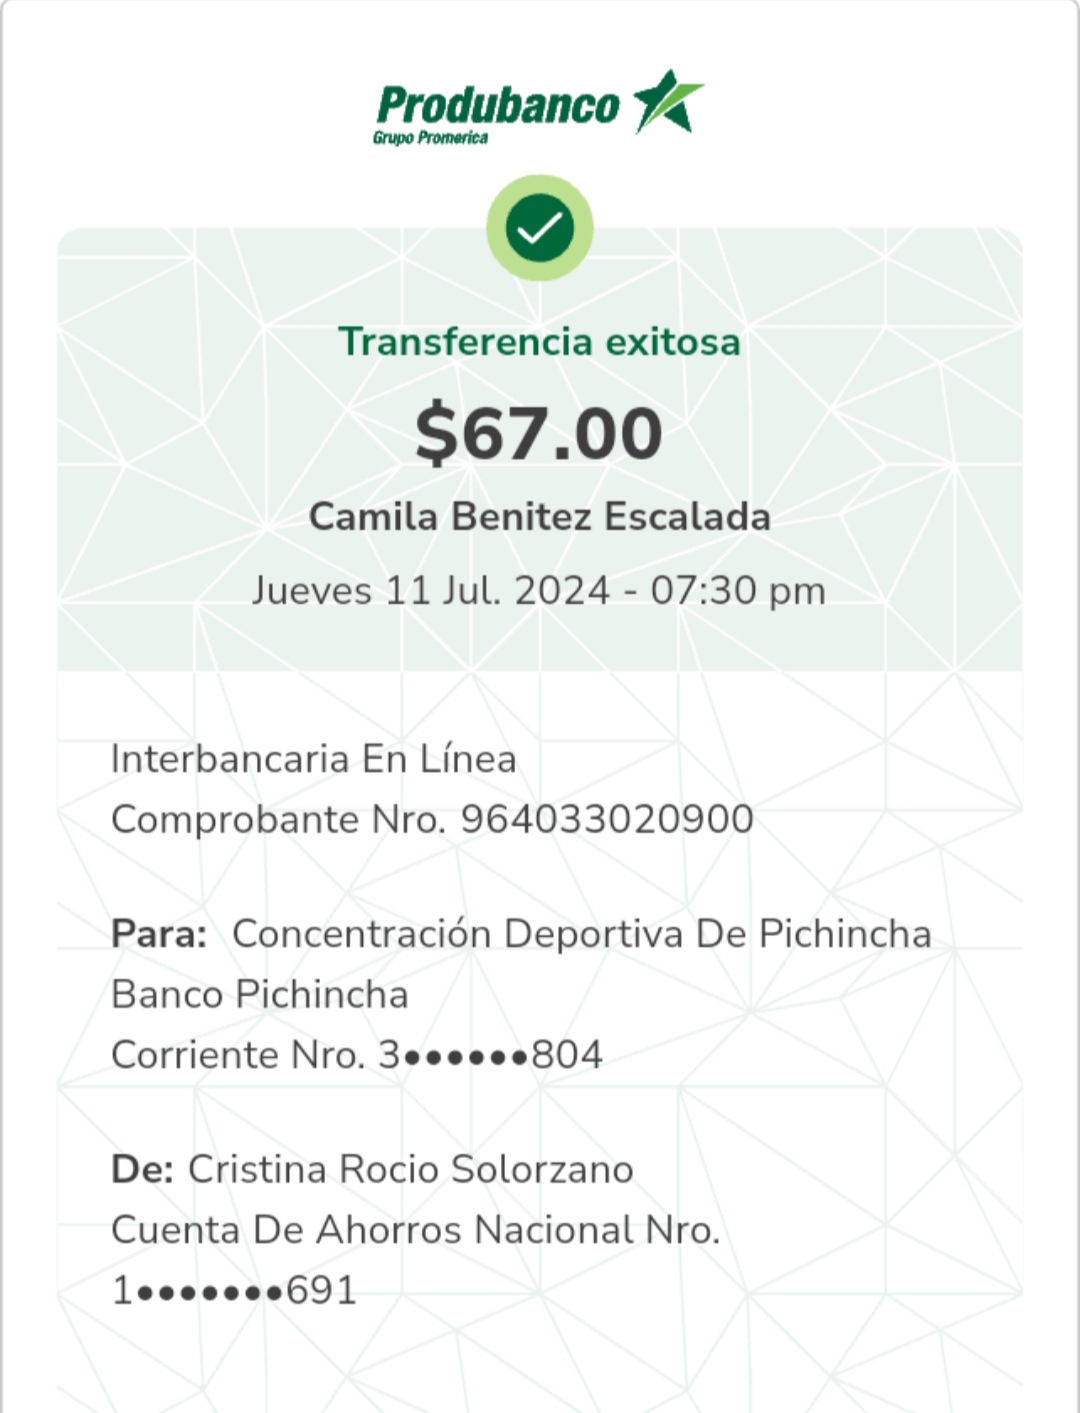 Produbanco
Grupo Promerica
Transferencia exitosa
$67.00
Camila Benitez Escalada
Jueves 11 Jul. 2024 - 07:30 pm
Interbancaria En Línea
Comprobante Nro. 964033020900
Para: Concentración Deportiva De Pichincha
Banco Pichincha
Corriente Nro. 3●●●●●●804
De: Cristina Rocio Solorzano
Cuenta De Ahorros Nacional Nro.
1●●●●●●●691